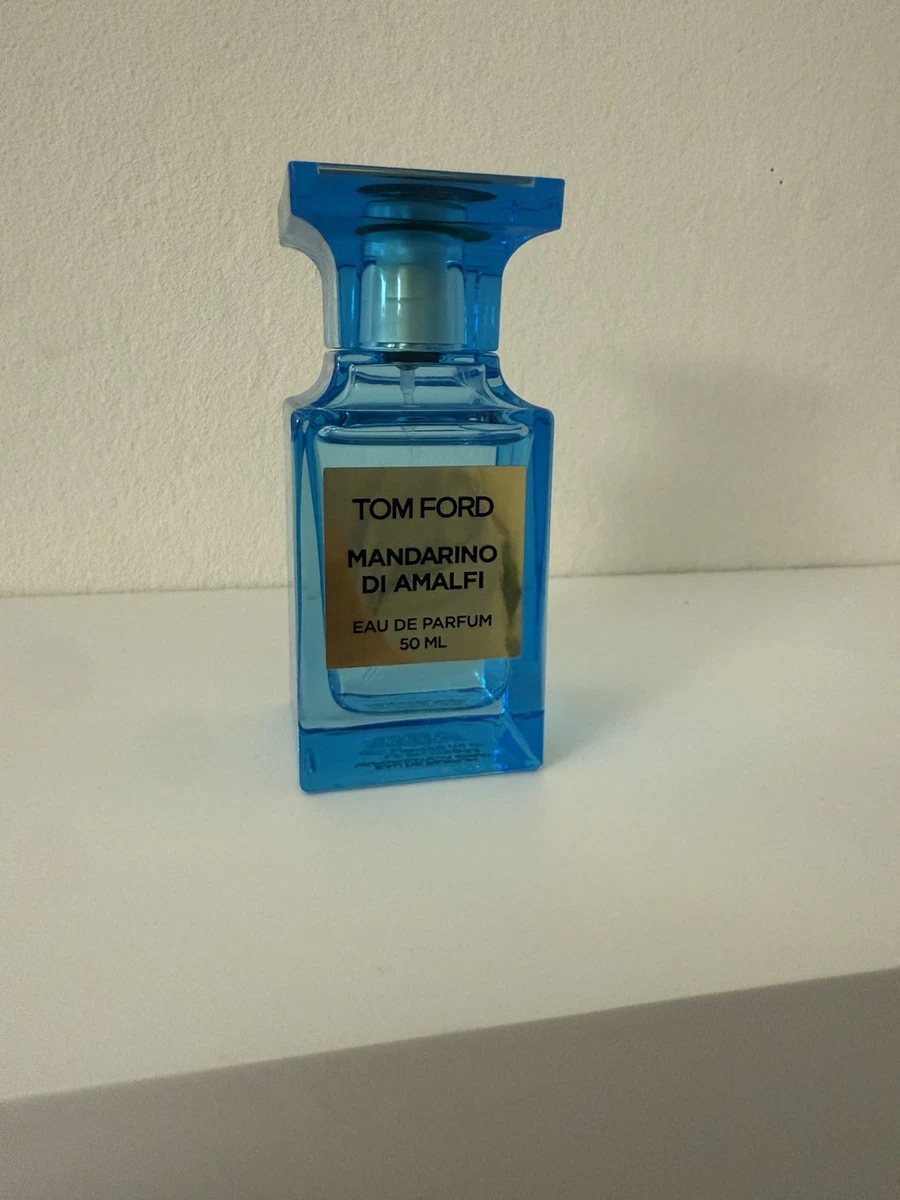 TOM FORD
MANDARINO
DI AMALFI
EAU DE PARFUM
50 ML